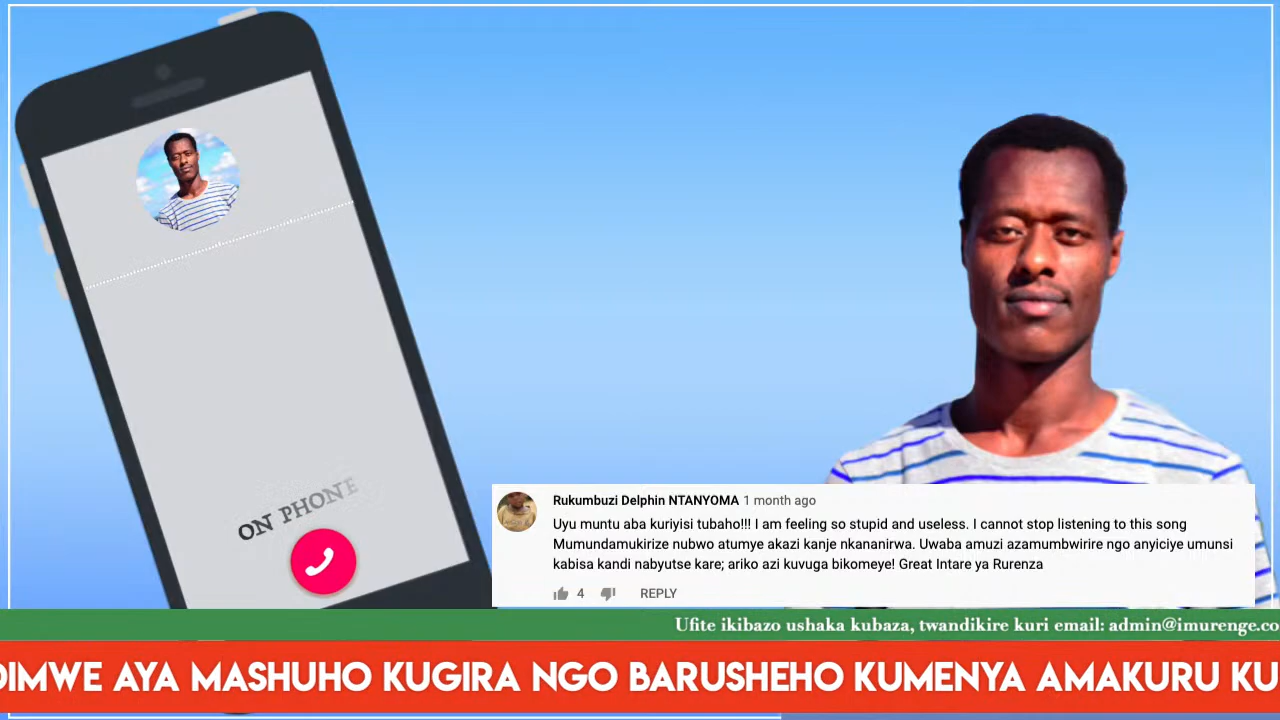 ON PHONE
Rukumbuzi Delphin NTANYOMA 1 month ago
Uyu muntu aba kuriyisi tubaho!!! I am feeling so stupid and useless. I cannot stop listening to this song
Mumundamukirize nubwo atumye akazi kanje nkananirwa. Uwaba amuzi azamumbwirire ngo anyiciye umunsi
kabisa kandi nabyutse kare; ariko azi kuvuga bikomeye! Great Intare ya Rurenza
4 REPLY
Ufite ikibazo ushaka kubaza, twandikire kuri email: admin@imurenge.co
DIMWE AYA MASHUHO KUGIRA NGO BARUSHEHO KUMENYA AMAKURU KU